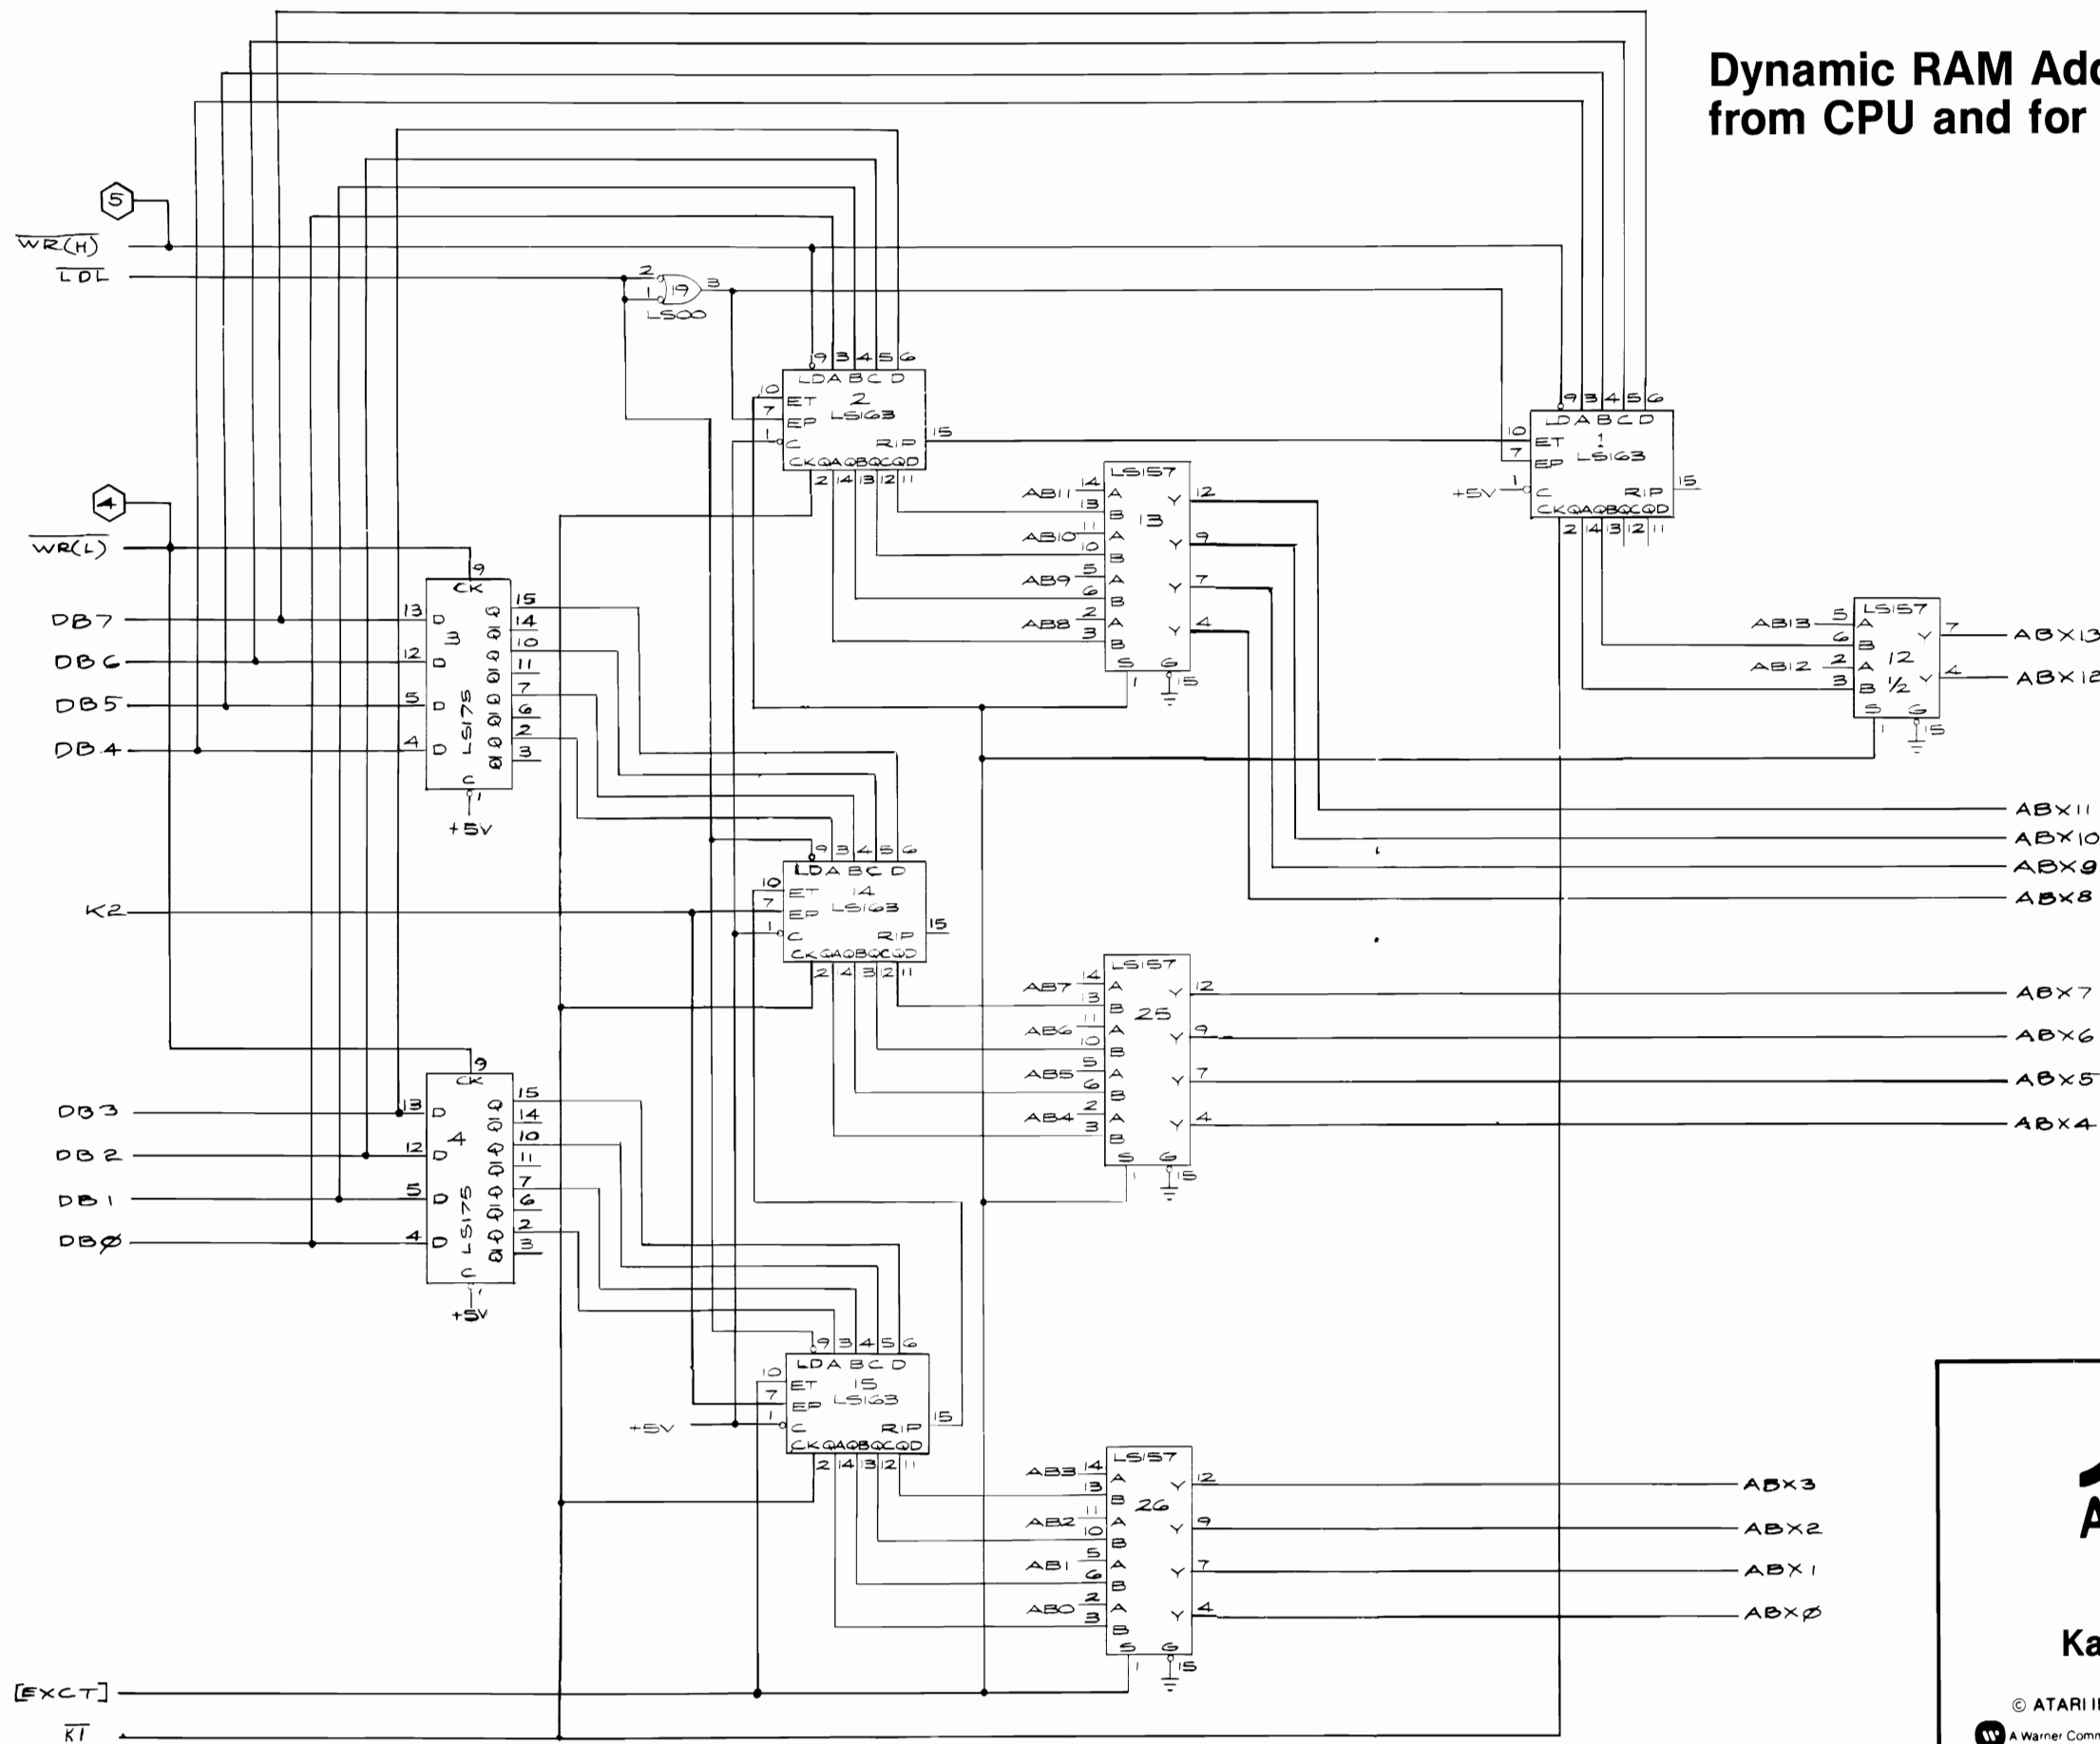 Dynamic RAM Add
from CPU and for
5
WR(H)
LDL
2
1
19
3
LS00
9 3 4 5 6
LD A B C D
10 ET
2
7 EP
LS163
1 C
RIP 15
CK QA QB QC QD
2 14 13 12 11
9 3 4 5 6
LD A B C D
10 ET
1
7 EP
LS163
+5V 1 C
RIP 15
CK QA QB QC QD
2 14 13 12 11
LS157
AB11 14 A
13 B
13
Y 12
AB10 11 A
10 B
Y 9
AB9 5 A
6 B
Y 7
AB8 2 A
3 B
Y 4
S G
1 15
4
WR(L)
9
CK
DB7 13 D
3
DB6 12 D
DB5 5 D
DB4 4 D
LS175
Q 15
Q 14
Q 10
Q 11
Q 7
Q 6
Q 2
Q 3
C
1
+5V
LS157
AB13 5 A
6 B
Y 7 ABX13
AB12 2 A
3 B
12
1/2
Y 4 ABX12
S G
1 15
ABX11
ABX10
ABX9
ABX8
9 3 4 5 6
LD A B C D
10 ET
14
K2
7 EP
LS163
1 C
RIP 15
CK QA QB QC QD
2 14 13 12 11
LS157
AB7 14 A
13 B
25
Y 12 ABX7
AB6 11 A
10 B
Y 9 ABX6
AB5 5 A
6 B
Y 7 ABX5
AB4 2 A
3 B
Y 4 ABX4
S G
1 15
9
CK
DB3 13 D
4
DB2 12 D
DB1 5 D
DBØ 4 D
LS175
Q 15
Q 14
Q 10
Q 11
Q 7
Q 6
Q 2
Q 3
C
1
+5V
9 3 4 5 6
LD A B C D
10 ET
15
7 EP
LS163
+5V
1 C
RIP 15
CK QA QB QC QD
2 14 13 12 11
LS157
AB3 14 A
13 B
26
Y 12 ABX3
AB2 11 A
10 B
Y 9 ABX2
AB1 5 A
6 B
Y 7 ABX1
AB0 2 A
3 B
Y 4 ABXØ
S G
1 15
[EXCT]
K1
A
Ka
© ATARI I
A Warner Comm